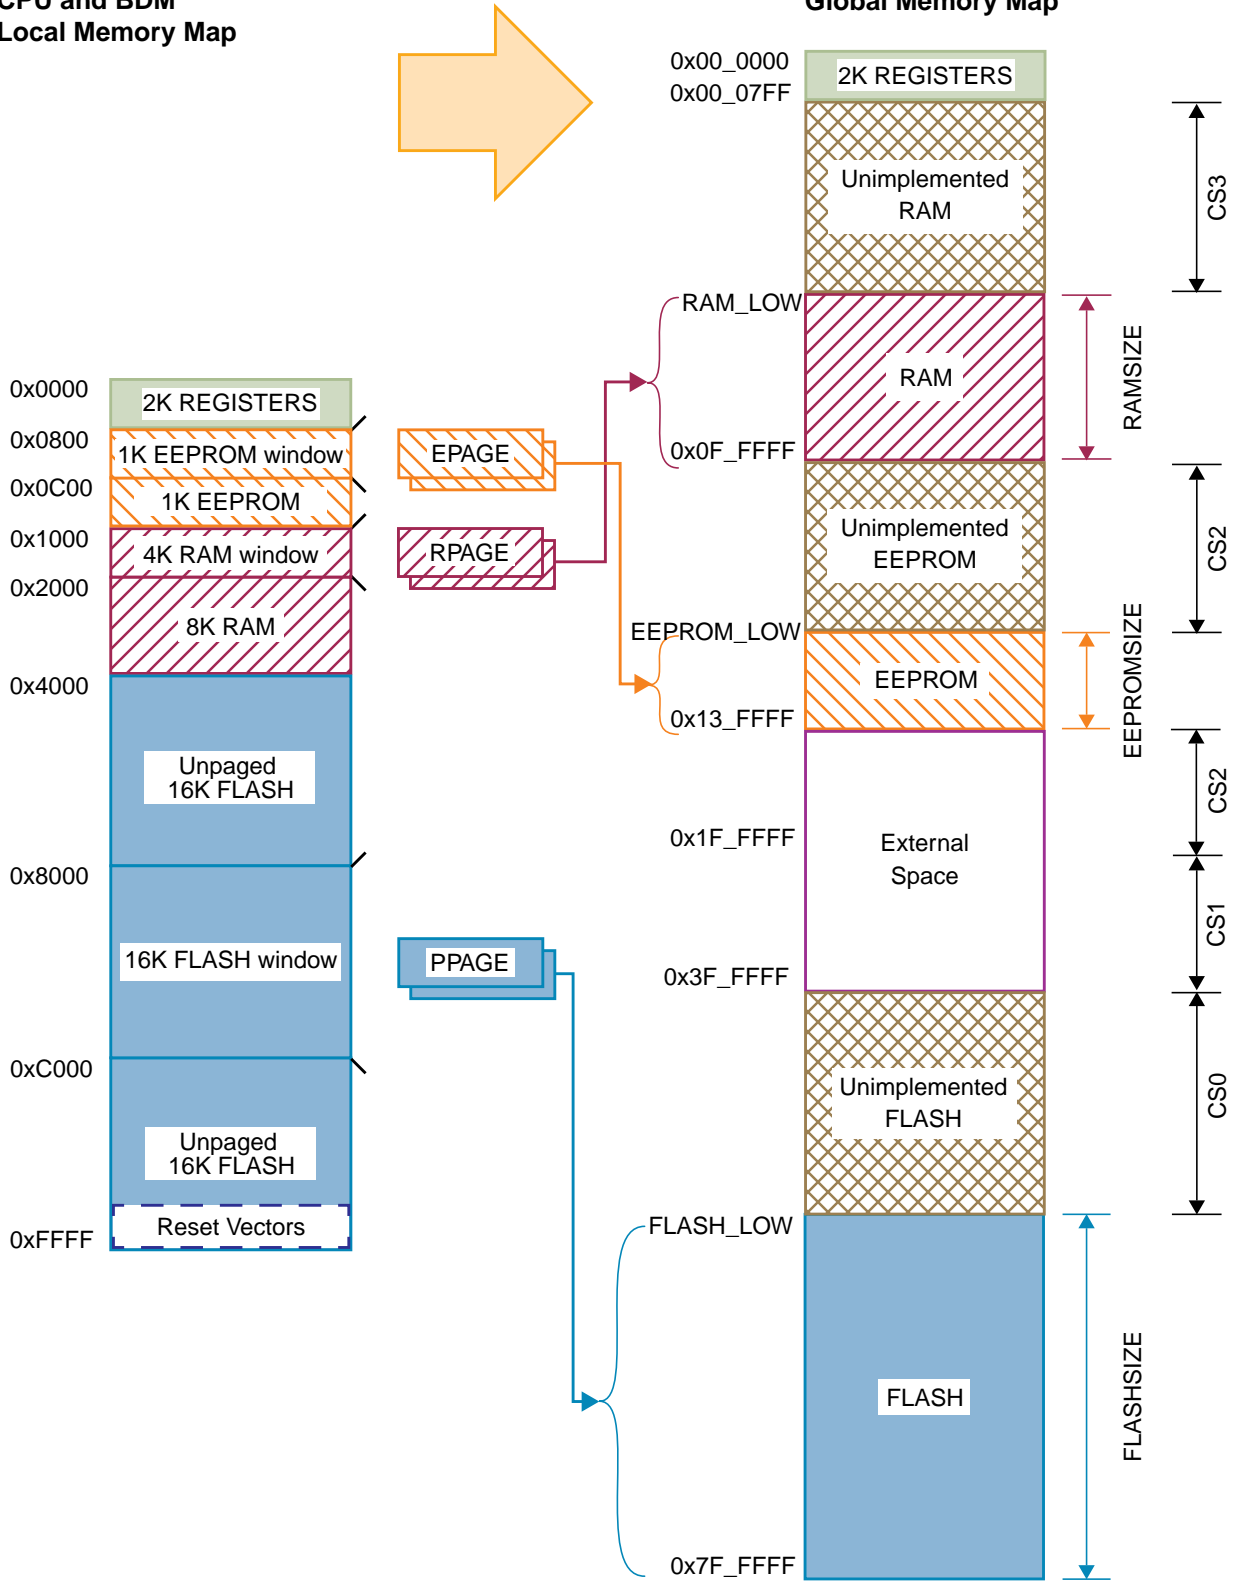 CPU and BDM
Local Memory Map
Global Memory Map
0x00_0000
2K REGISTERS
0x00_07FF
Unimplemented
RAM
CS3
RAM_LOW
RAM
RAMSIZE
0x0F_FFFF
Unimplemented
EEPROM
CS2
EEPROM_LOW
EEPROM
EEPROMSIZE
0x13_FFFF
CS2
0x1F_FFFF
External
Space
CS1
0x3F_FFFF
Unimplemented
FLASH
CS0
FLASH_LOW
FLASH
FLASHSIZE
0x7F_FFFF
0x0000
2K REGISTERS
0x0800
1K EEPROM window
0x0C00
1K EEPROM
0x1000
4K RAM window
0x2000
8K RAM
0x4000
Unpaged
16K FLASH
0x8000
16K FLASH window
0xC000
Unpaged
16K FLASH
Reset Vectors
0xFFFF
EPAGE
RPAGE
PPAGE